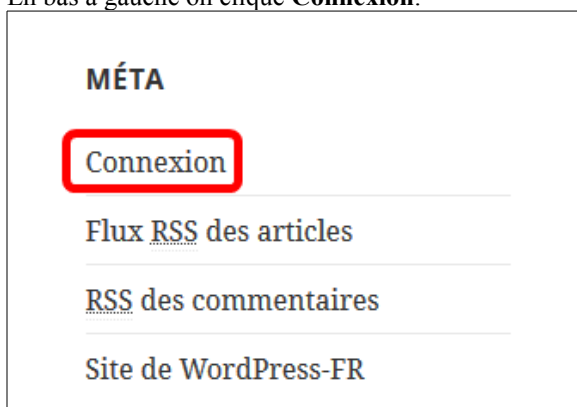 En bas à gauche on clique Connexion.
MÉTA
Connexion
Flux RSS des articles
RSS des commentaires
Site de WordPress-FR